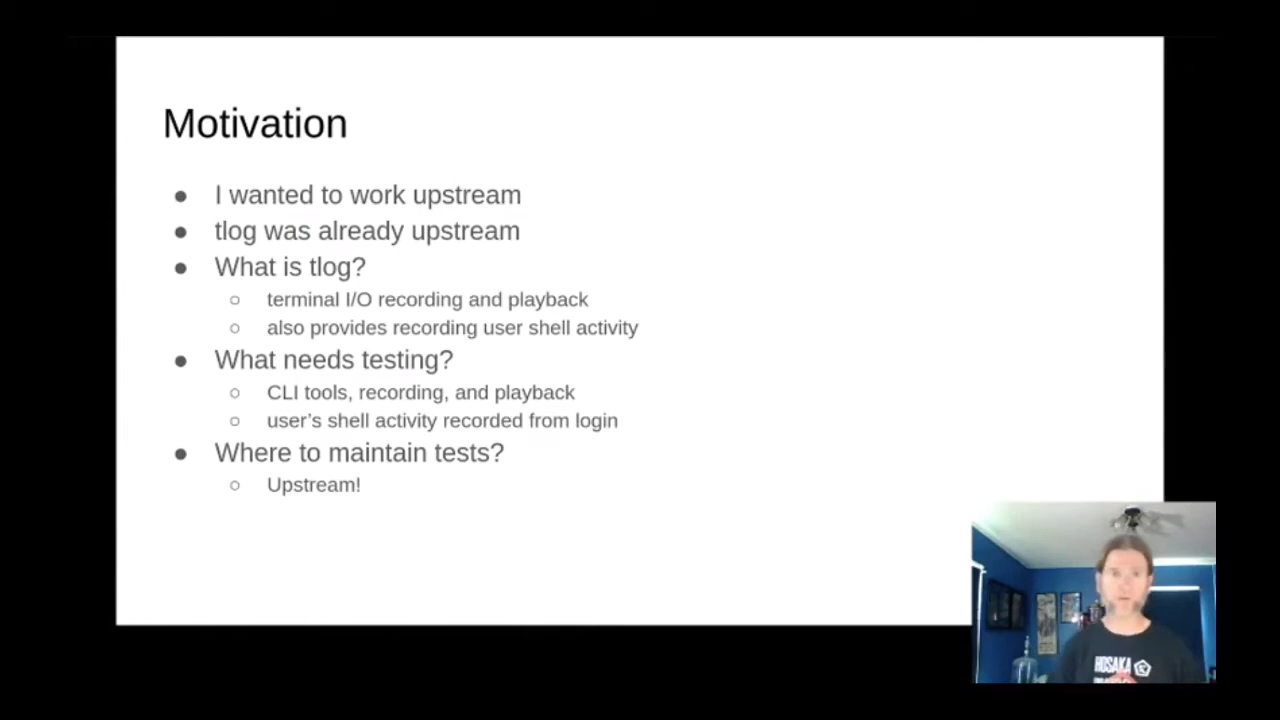 Motivation
● I wanted to work upstream
● tlog was already upstream
● What is tlog?
○ terminal I/O recording and playback
○ also provides recording user shell activity
● What needs testing?
○ CLI tools, recording, and playback
○ user’s shell activity recorded from login
● Where to maintain tests?
○ Upstream!
HOSAKA